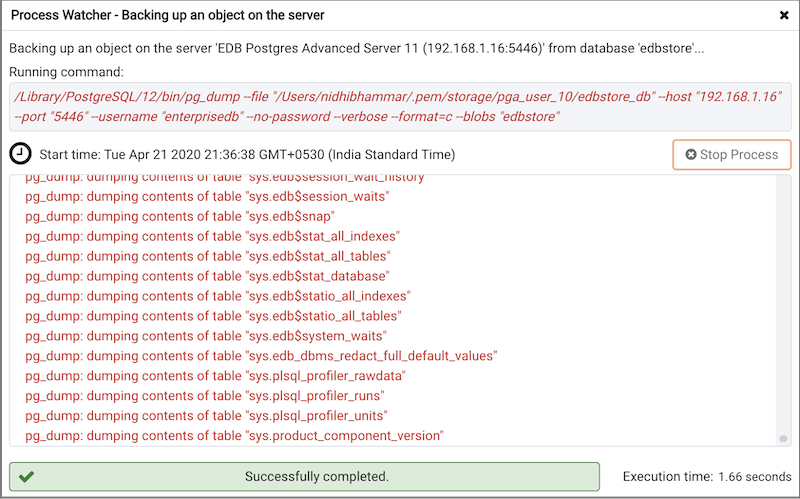 Process Watcher - Backing up an object on the server
Backing up an object on the server 'EDB Postgres Advanced Server 11 (192.168.1.16:5446)' from database 'edbstore'...
Running command:
/Library/PostgreSQL/12/bin/pg_dump --file "/Users/nidhibhammar/.pem/storage/pga_user_10/edbstore_db" --host "192.168.1.16"
--port "5446" --username "enterprisedb" --no-password --verbose --format=c --blobs "edbstore"
Start time: Tue Apr 21 2020 21:36:38 GMT+0530 (India Standard Time)
Stop Process
pg_dump: dumping contents of table "sys.edb$session_wait_history
pg_dump: dumping contents of table "sys.edb$session_waits"
pg_dump: dumping contents of table "sys.edb$snap"
pg_dump: dumping contents of table "sys.edb$stat_all_indexes"
pg_dump: dumping contents of table "sys.edb$stat_all_tables"
pg_dump: dumping contents of table "sys.edb$stat_database"
pg_dump: dumping contents of table "sys.edb$statio_all_indexes"
pg_dump: dumping contents of table "sys.edb$statio_all_tables"
pg_dump: dumping contents of table "sys.edb$system_waits"
pg_dump: dumping contents of table "sys.edb_dbms_redact_full_default_values"
pg_dump: dumping contents of table "sys.plsql_profiler_rawdata"
pg_dump: dumping contents of table "sys.plsql_profiler_runs"
pg_dump: dumping contents of table "sys.plsql_profiler_units"
pg_dump: dumping contents of table "sys.product_component_version"
Successfully completed.
Execution time: 1.66 seconds